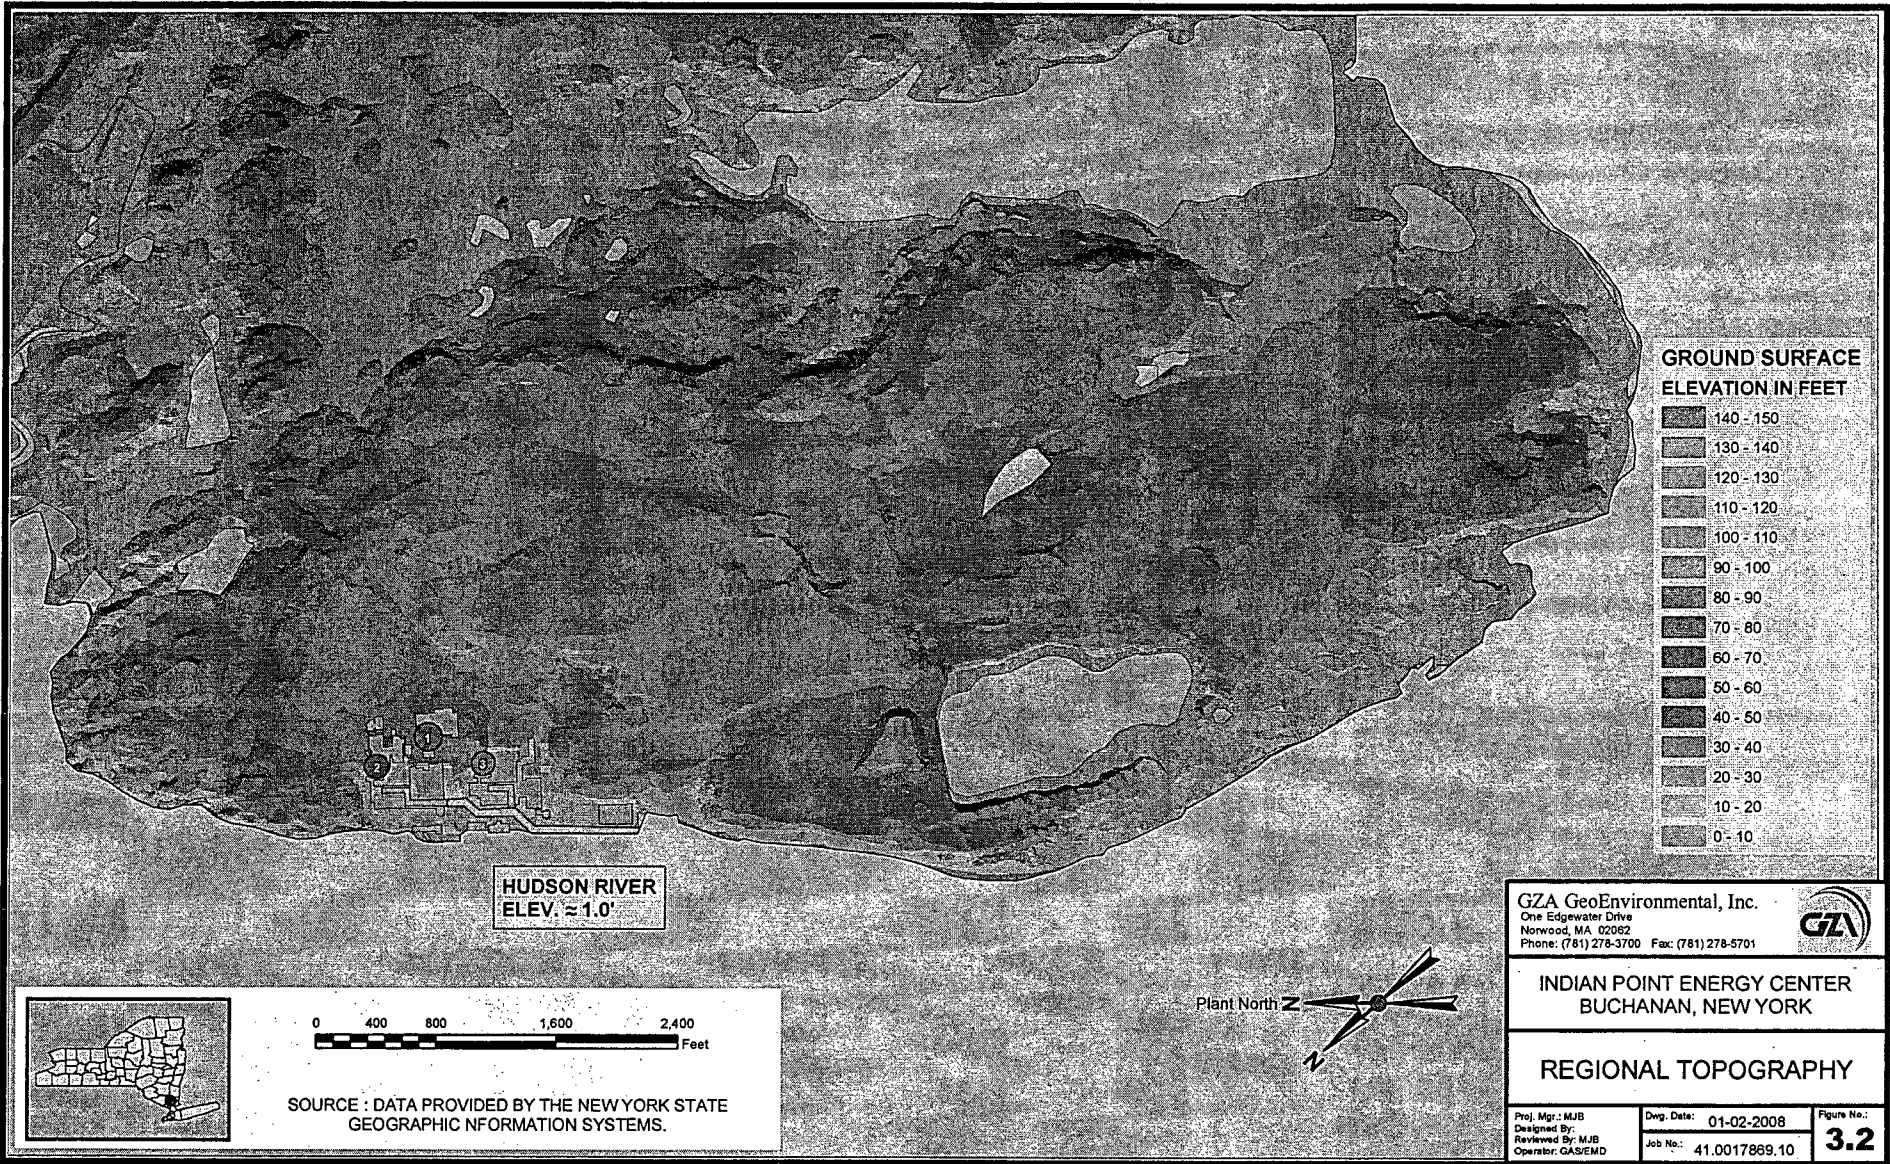 GROUND SURFACE
ELEVATION IN FEET
140 - 150
130 - 140
120 - 130
110 - 120
100 - 110
90 - 100
80 - 90
70 - 80
60 - 70
50 - 60
40 - 50
30 - 40
20 - 30
10 - 20
0 - 10
1
2
3
HUDSON RIVER
ELEV. ≈ 1.0'
Plant North N
N
0 400 800 1,600 2,400
Feet
SOURCE : DATA PROVIDED BY THE NEW YORK STATE
GEOGRAPHIC NFORMATION SYSTEMS.
GZA GeoEnvironmental, Inc.
One Edgewater Drive
Norwood, MA 02062
Phone: (781) 278-3700 Fax: (781) 278-5701
GZA
INDIAN POINT ENERGY CENTER
BUCHANAN, NEW YORK
REGIONAL TOPOGRAPHY
Proj. Mgr.: MJB
Designed By:
Reviewed By: MJB
Operator: GAS/EMD
Dwg. Date: 01-02-2008
Job No.: 41.0017869.10
Figure No.:
3.2